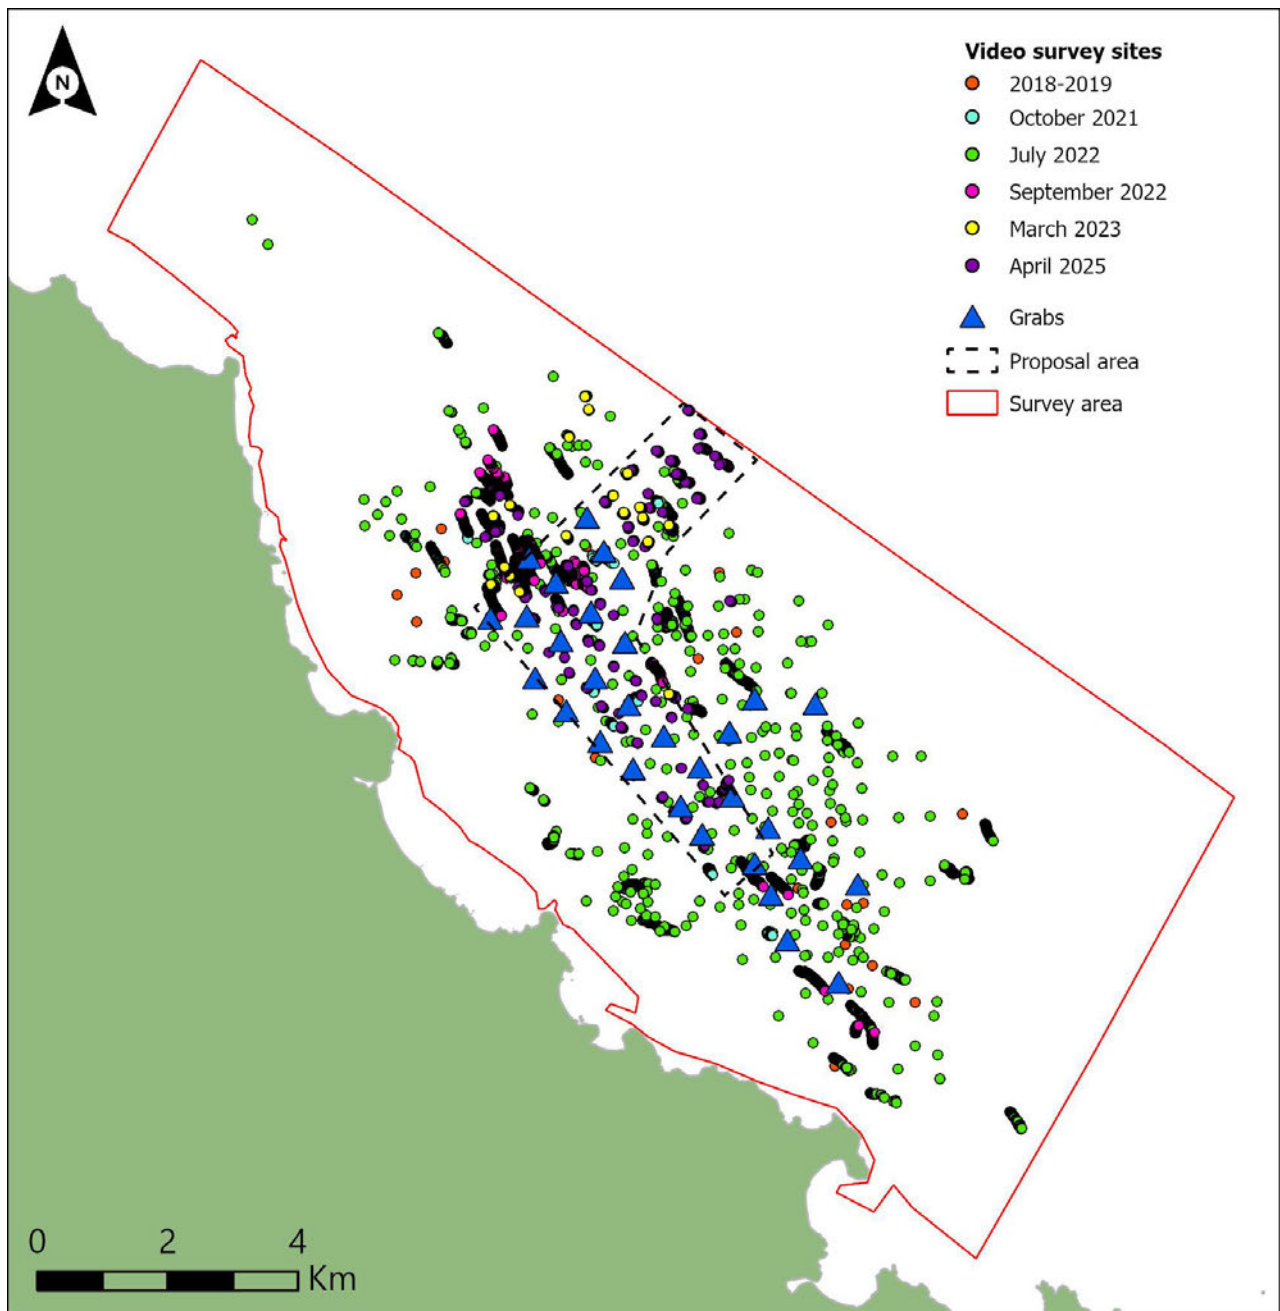 N
Video survey sites
2018-2019
October 2021
July 2022
September 2022
March 2023
April 2025
Grabs
Proposal area
Survey area
0 2 4
Km